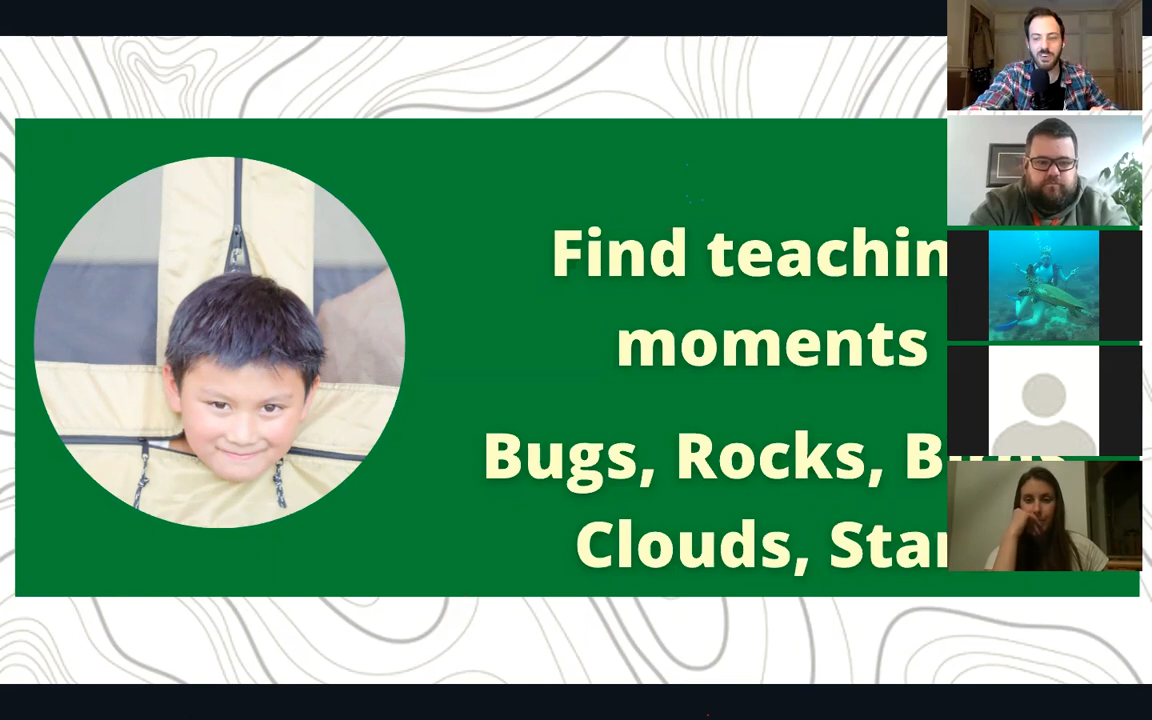 Find teachin
moments
Bugs, Rocks, B
Clouds, Sta